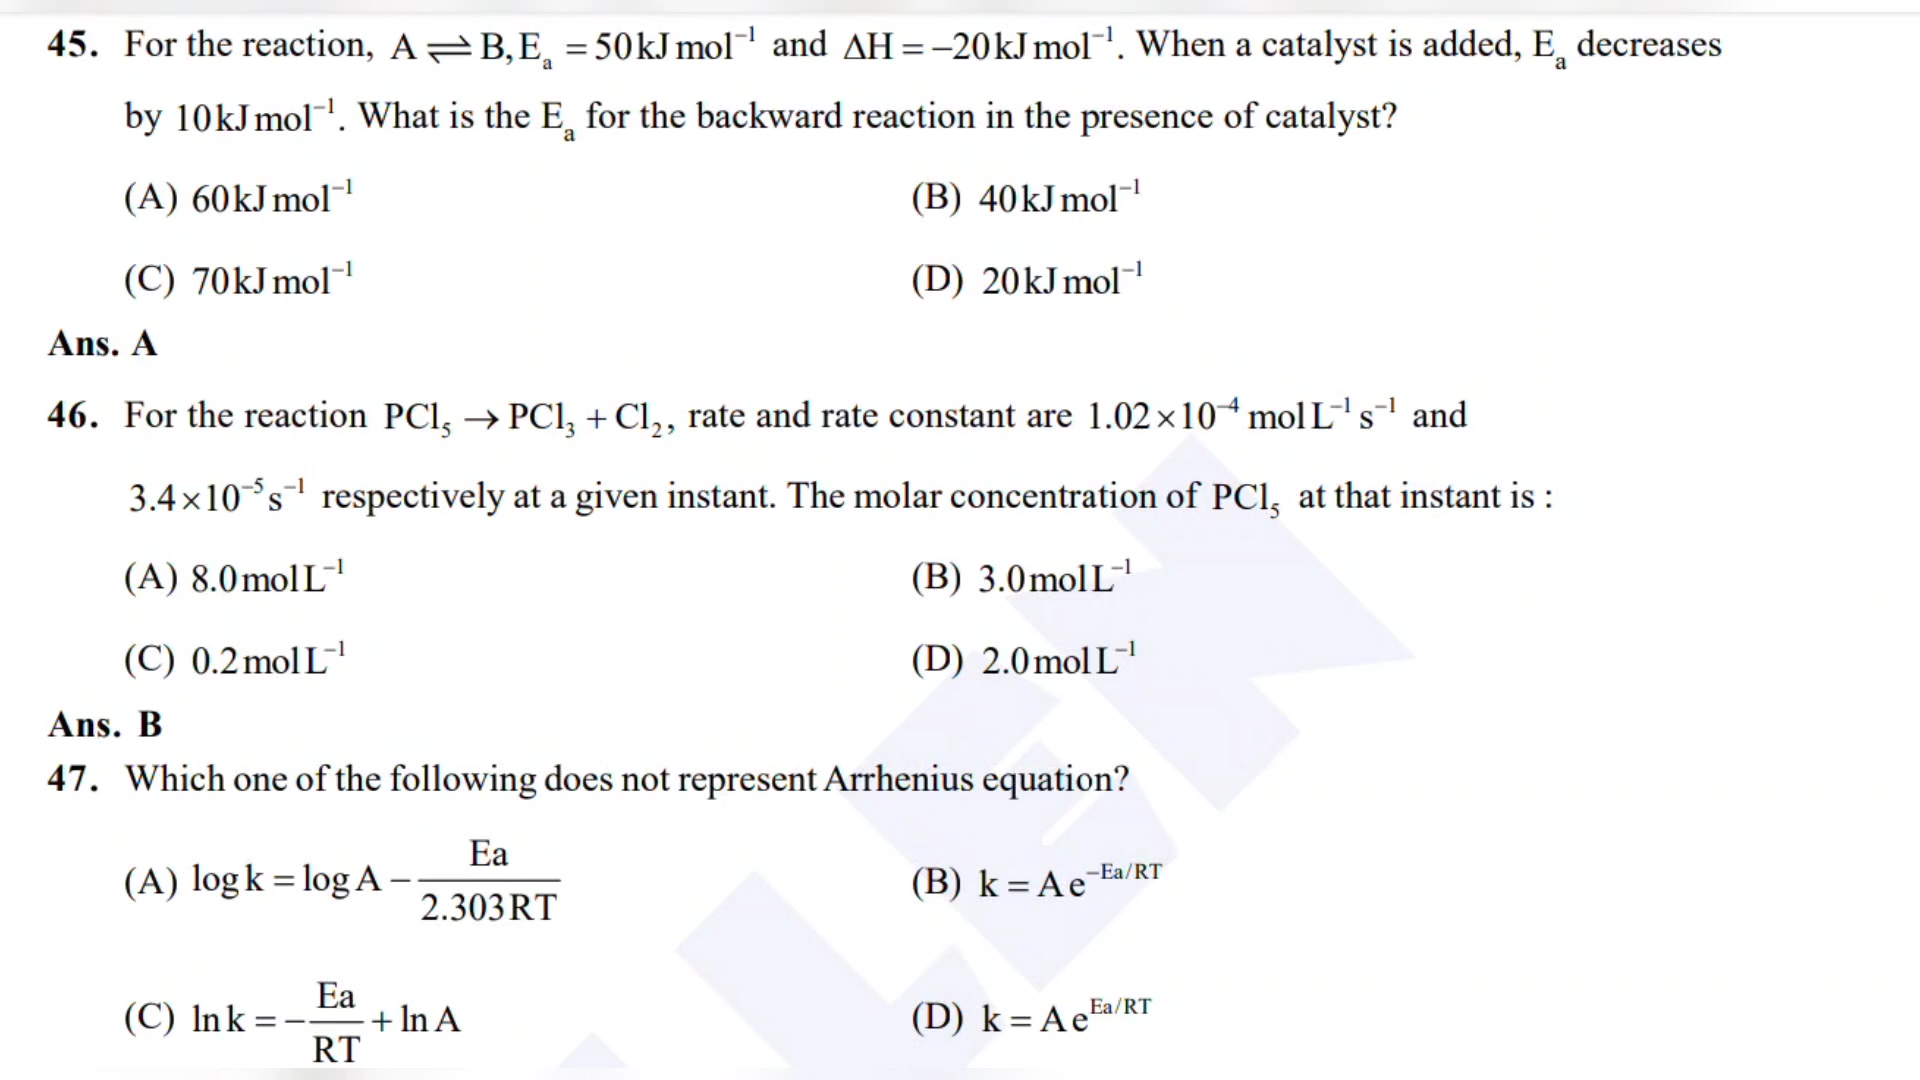 45. For the reaction, A ⇌ B, Eₐ = 50 kJ mol⁻¹ and ΔH = –20 kJ mol⁻¹. When a catalyst is added, Eₐ decreases
by 10 kJ mol⁻¹. What is the Eₐ for the backward reaction in the presence of catalyst?
(A) 60 kJ mol⁻¹ (B) 40 kJ mol⁻¹
(C) 70 kJ mol⁻¹ (D) 20 kJ mol⁻¹
Ans. A
46. For the reaction PCl₅ → PCl₃ + Cl₂, rate and rate constant are 1.02 × 10⁻⁴ mol L⁻¹ s⁻¹ and
3.4 × 10⁻⁵ s⁻¹ respectively at a given instant. The molar concentration of PCl₅ at that instant is :
(A) 8.0 mol L⁻¹ (B) 3.0 mol L⁻¹
(C) 0.2 mol L⁻¹ (D) 2.0 mol L⁻¹
Ans. B
47. Which one of the following does not represent Arrhenius equation?
(A) log k = log A – Ea / 2.303 RT (B) k = A e^(–Ea/RT)
(C) ln k = – Ea / RT + ln A (D) k = A e^(Ea/RT)